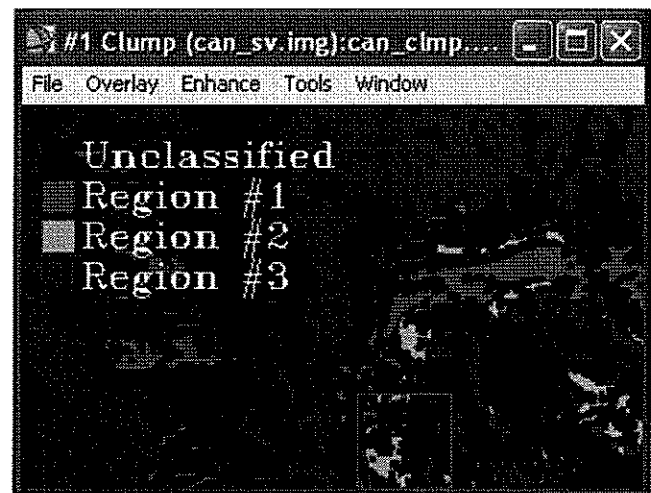 #1 Clump (can_sv.img):can_clmp....
File Overlay Enhance Tools Window
Unclassified
Region #1
Region #2
Region #3